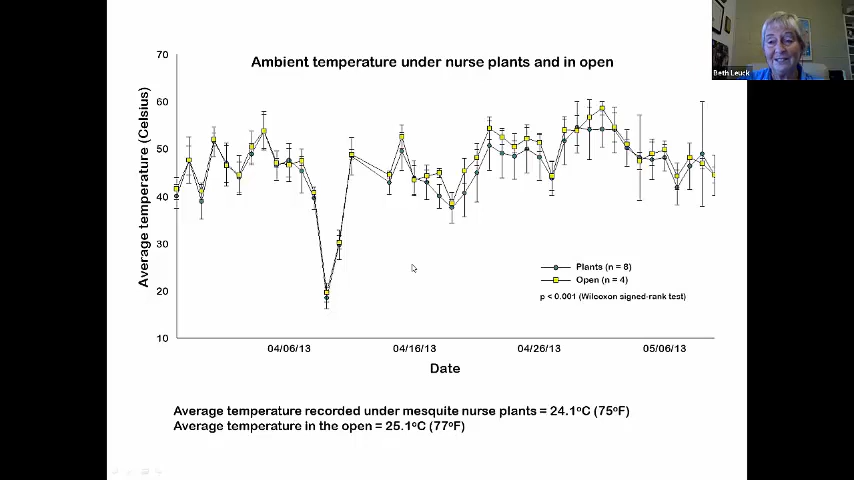 Ambient temperature under nurse plants and in open
Beth Leuck
Average temperature (Celsius)
70
60
50
40
30
20
10
Plants (n = 8)
Open (n = 4)
p < 0.001 (Wilcoxon signed-rank test)
04/06/13
04/16/13
04/26/13
05/06/13
Date
Average temperature recorded under mesquite nurse plants = 24.1ºC (75ºF)
Average temperature in the open = 25.1ºC (77ºF)